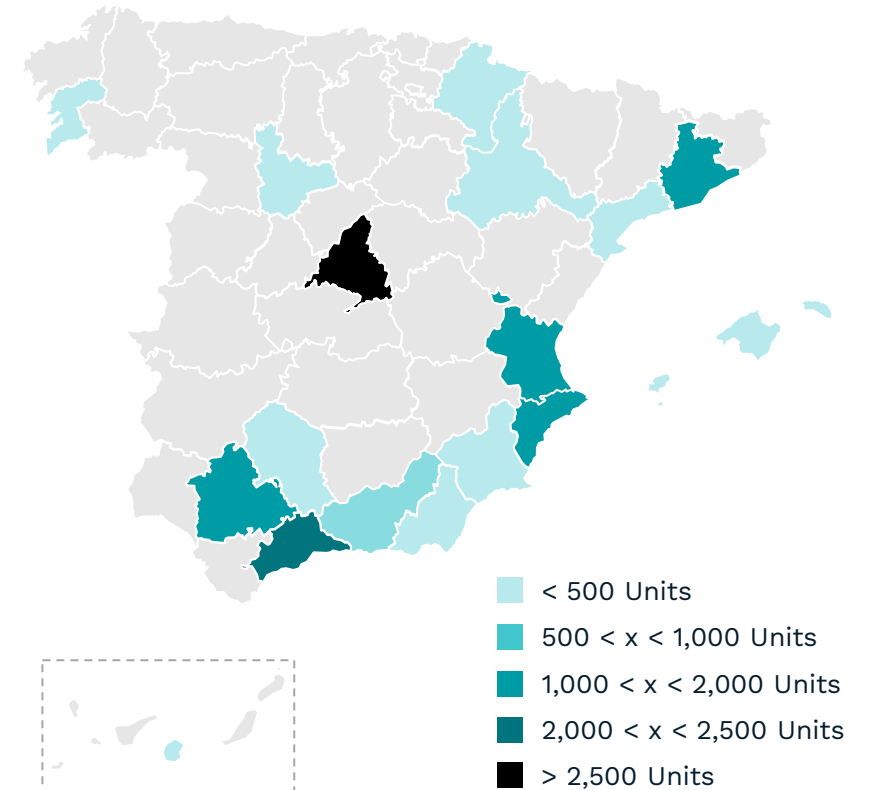 < 500 Units
500 < x < 1,000 Units
1,000 < x < 2,000 Units
2,000 < x < 2,500 Units
> 2,500 Units